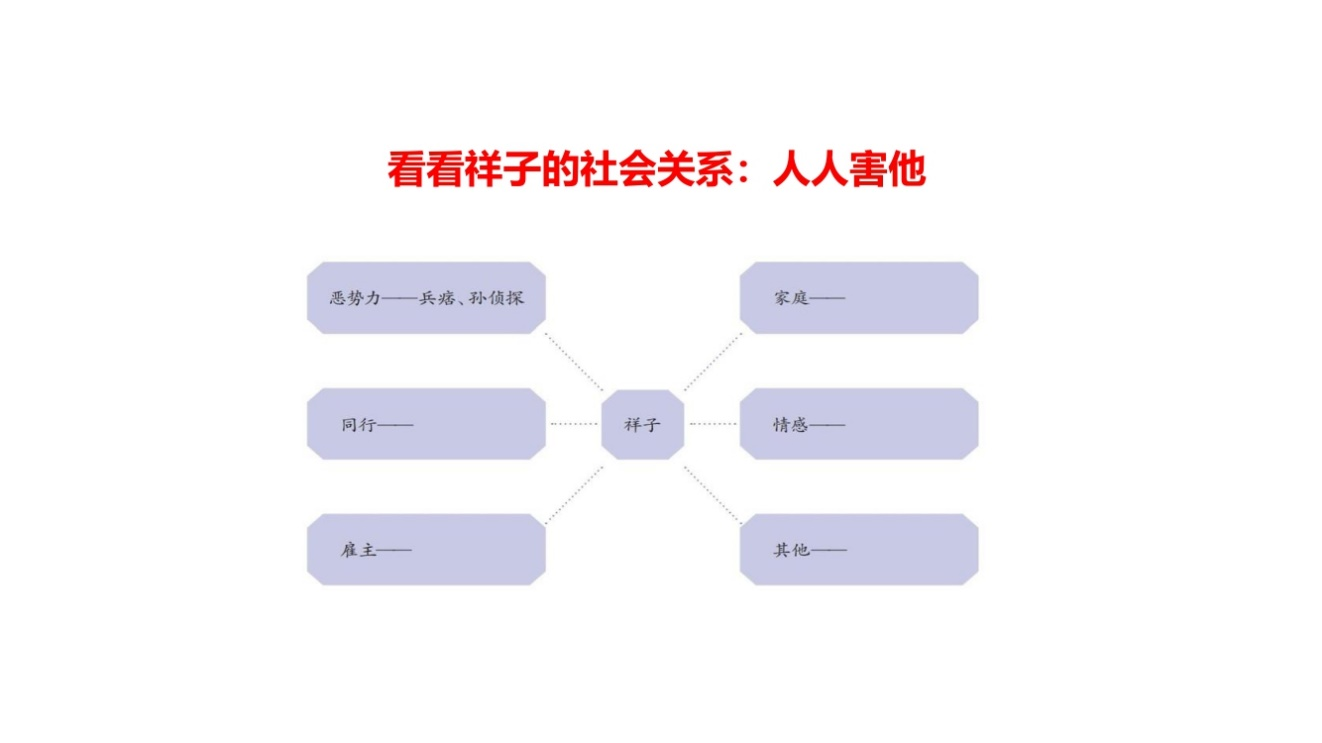 看看祥子的社会关系：人人害他
恶势力——兵痞、孙侦探
家庭——
同行——
祥子
情感——
雇主——
其他——